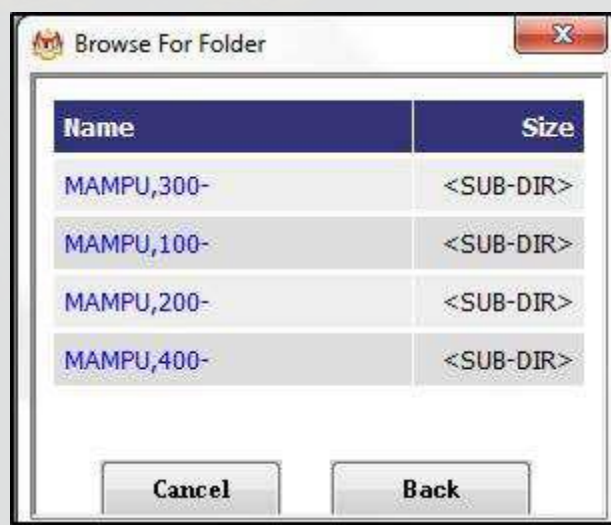 Browse For Folder
Name Size
MAMPU,300- <SUB-DIR>
MAMPU,100- <SUB-DIR>
MAMPU,200- <SUB-DIR>
MAMPU,400- <SUB-DIR>
Cancel Back